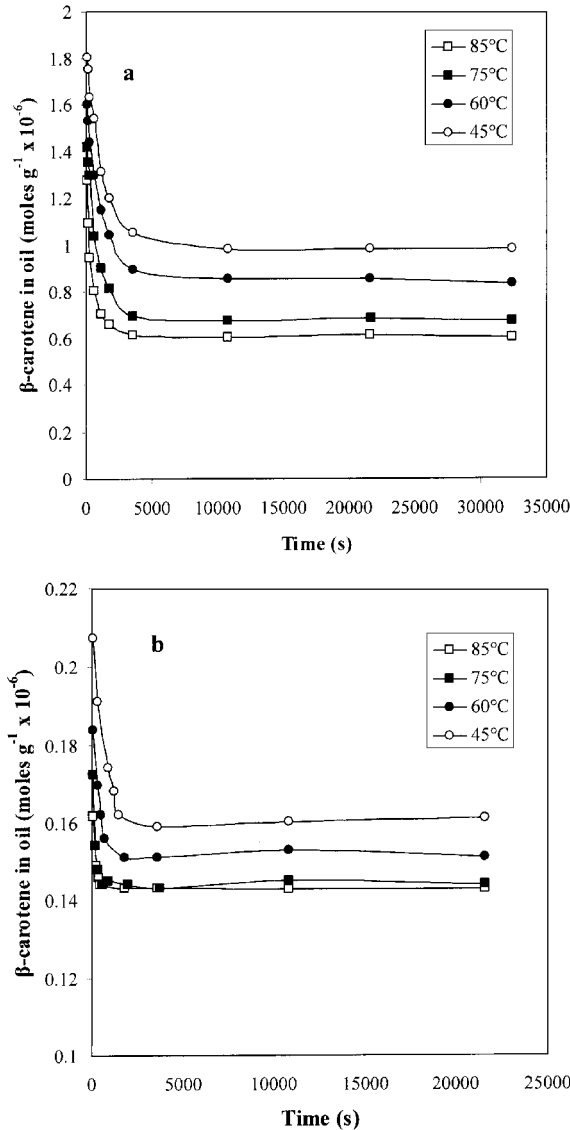 a
85°C
75°C
60°C
45°C
β-carotene in oil (moles g⁻¹ x 10⁻⁶)
2
1.8
1.6
1.4
1.2
1
0.8
0.6
0.4
0.2
0
0 5000 10000 15000 20000 25000 30000 35000
Time (s)
b
85°C
75°C
60°C
45°C
β-carotene in oil (moles g⁻¹ x 10⁻⁶)
0.22
0.2
0.18
0.16
0.14
0.12
0.1
0 5000 10000 15000 20000 25000
Time (s)